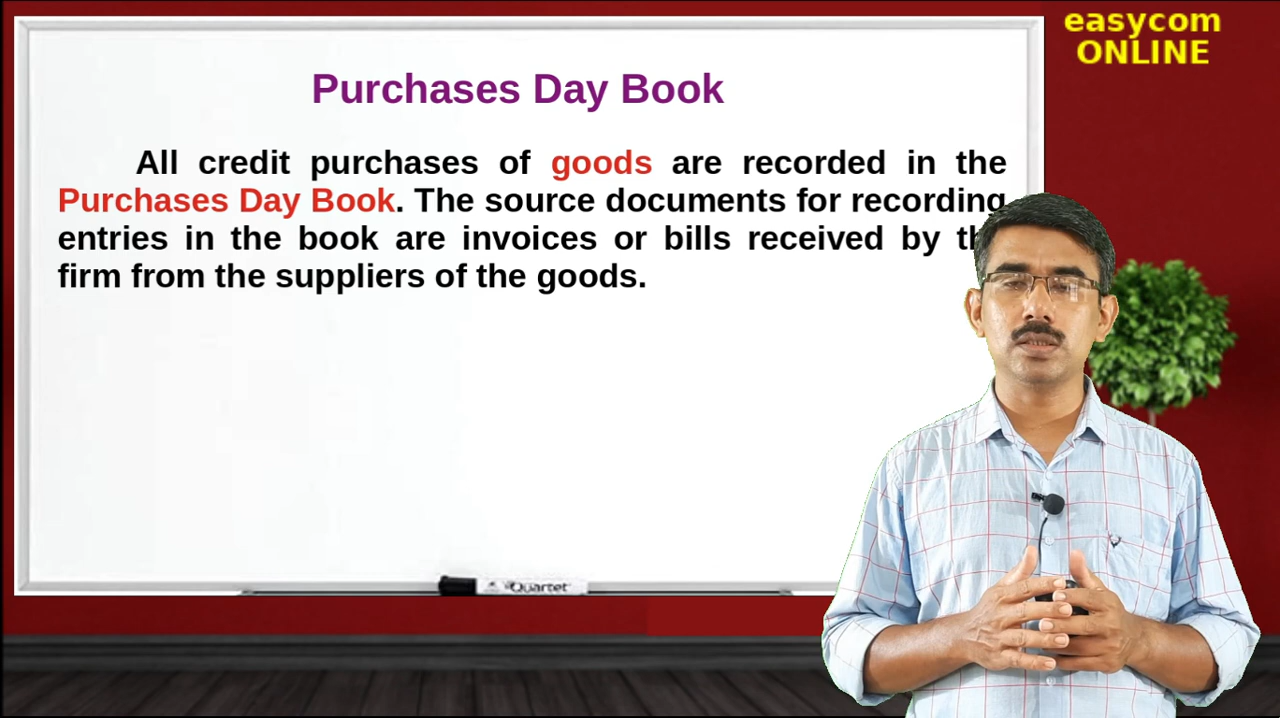 easycom
ONLINE
Purchases Day Book
All credit purchases of goods are recorded in the
Purchases Day Book. The source documents for recording
entries in the book are invoices or bills received by th
firm from the suppliers of the goods.
Quartet